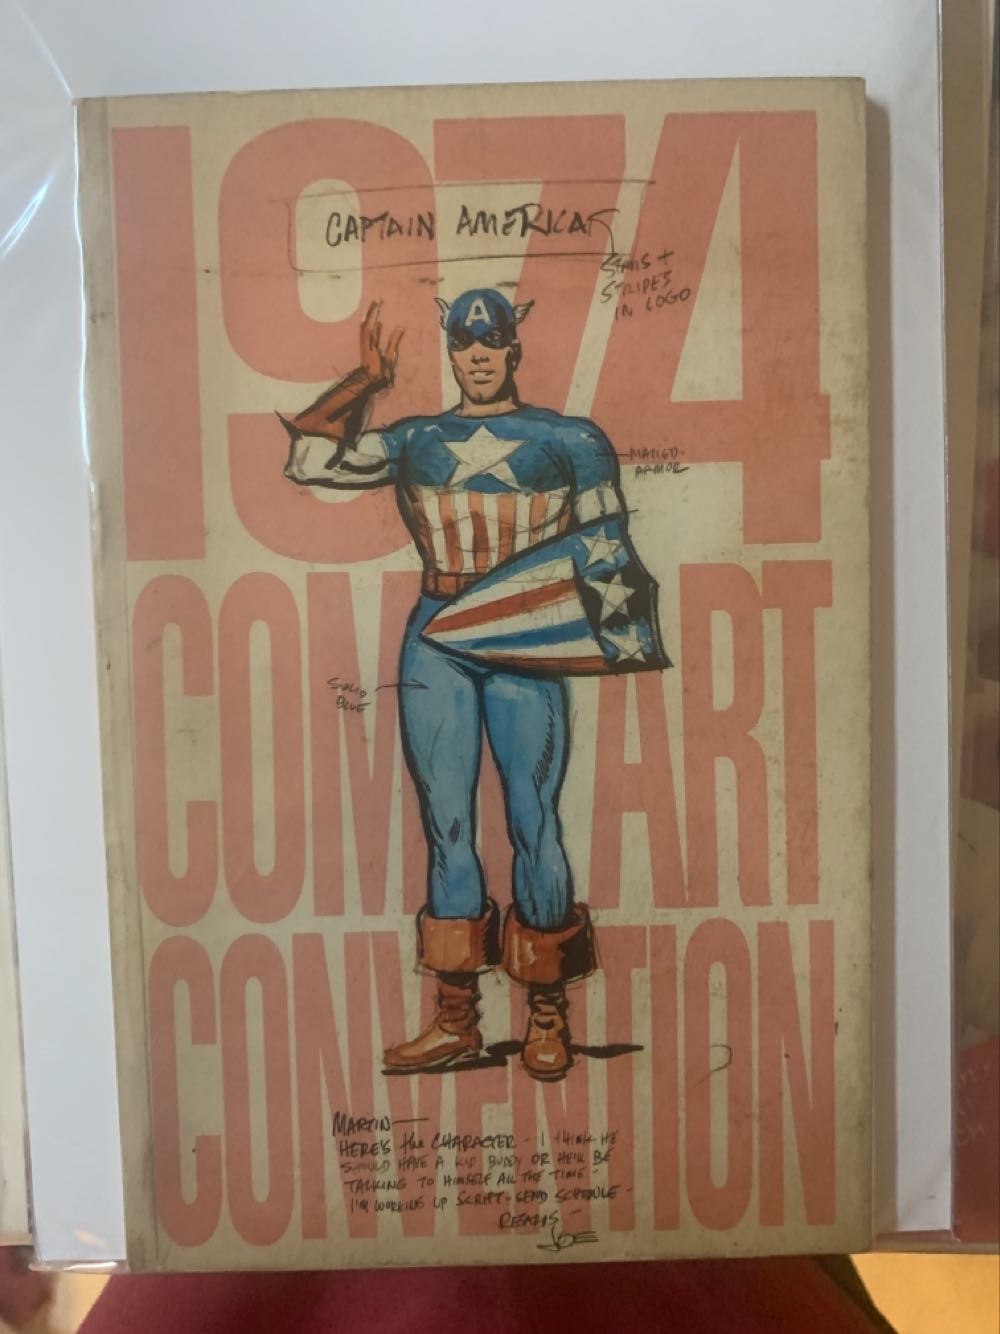 1974
CAPTAIN AMERICA
STARS +
STRIPES
IN LOGO
A
MAILED
ARMOR
COMIC ART
SOLID
BLUE
CONVENTION
MARTIN—
HERE'S the CHARACTER - I THINK HE
SHOULD HAVE A KID BUDDY OR HE'LL BE
TALKING TO HIMSELF ALL THE TIME -
I'M WORKING UP SCRIPT - SEND SCHEDULE -
REGARDS -
JOE